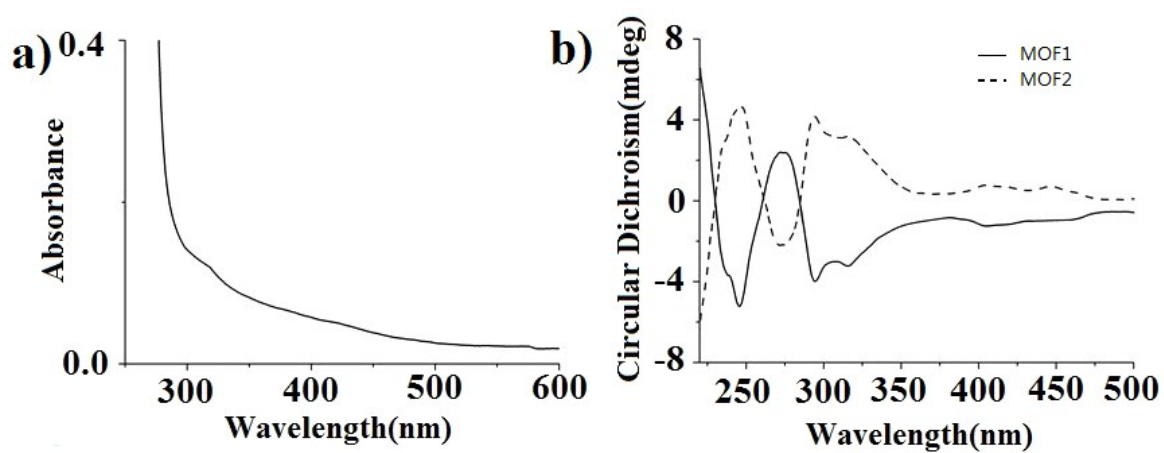 a)
0.4
0.0
Absorbance
300 400 500 600
Wavelength(nm)
b)
8
4
0
-4
-8
Circular Dichroism(mdeg)
MOF1
MOF2
250 300 350 400 450 500
Wavelength(nm)